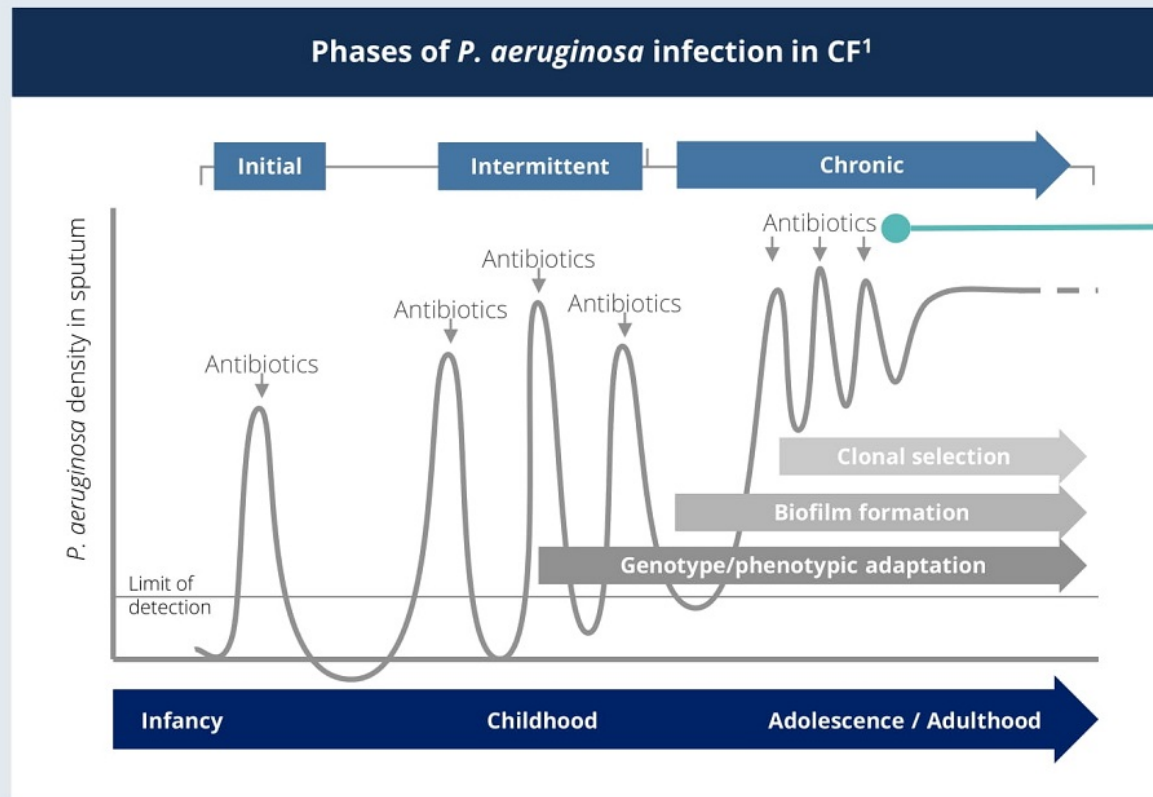 Phases of P. aeruginosa infection in CF¹
Initial
Intermittent
Chronic
Antibiotics
Antibiotics
Antibiotics
Antibiotics
Antibiotics
P. aeruginosa density in sputum
Clonal selection
Biofilm formation
Genotype/phenotypic adaptation
Limit of
detection
Infancy
Childhood
Adolescence / Adulthood